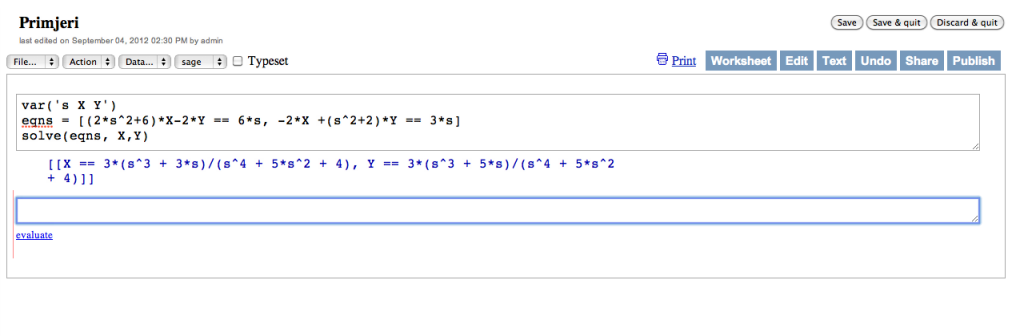 Primjeri
Save Save & quit Discard & quit
last edited on September 04, 2012 02:30 PM by admin
File... Action Data... sage Typeset Print Worksheet Edit Text Undo Share Publish
var('s X Y')
eqns = [(2*s^2+6)*X-2*Y == 6*s, -2*X +(s^2+2)*Y == 3*s]
solve(eqns, X,Y)
[[X == 3*(s^3 + 3*s)/(s^4 + 5*s^2 + 4), Y == 3*(s^3 + 5*s)/(s^4 + 5*s^2
+ 4)]]
evaluate